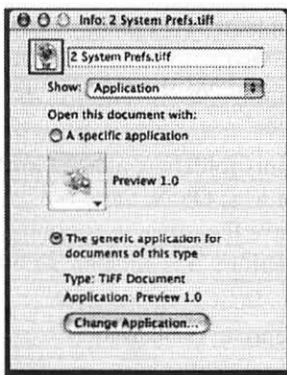 Info: 2 System Prefs.tiff
2 System Prefs.tiff
Show: Application
Open this document with:
A specific application
Preview 1.0
The generic application for
documents of this type
Type: TIFF Document
Application: Preview 1.0
Change Application...